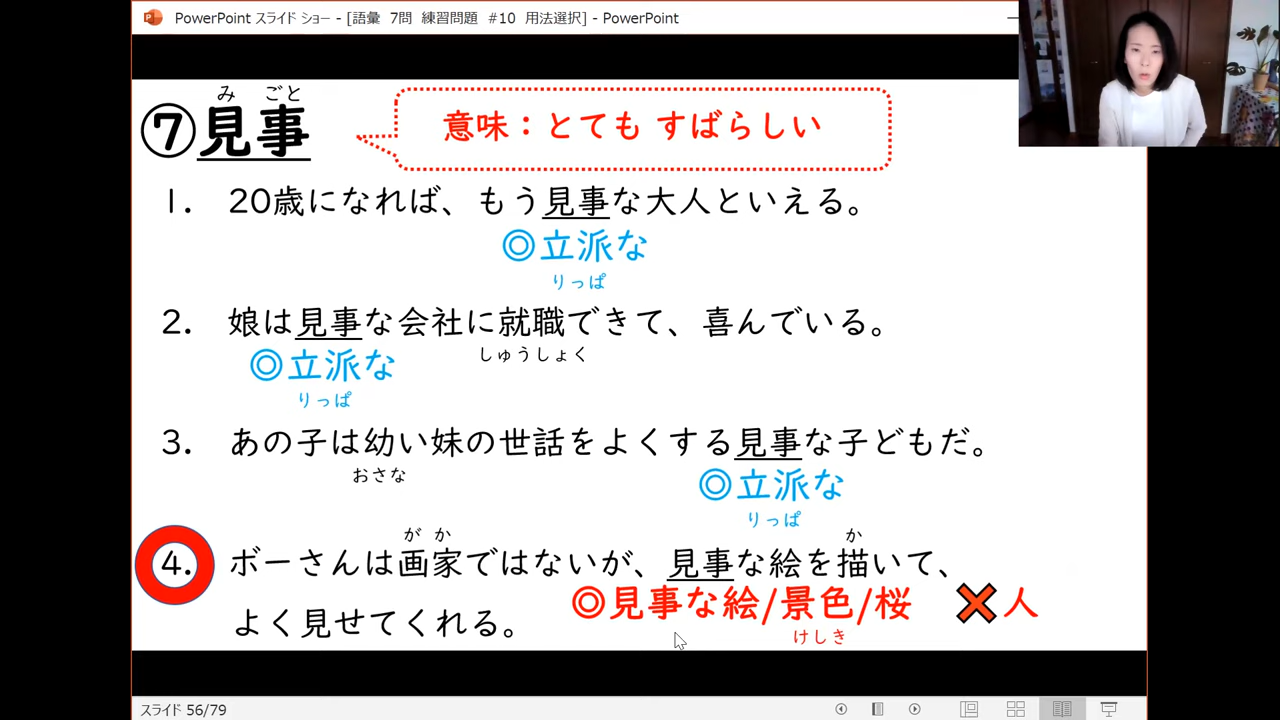 PowerPoint スライド ショー - [語彙 7問 練習問題 #10 用法選択] - PowerPoint
み ごと
⑦見事
意味：とても すばらしい
1. 20歳になれば、もう見事な大人といえる。
◎立派な
りっぱ
2. 娘は見事な会社に就職できて、喜んでいる。
しゅうしょく
◎立派な
りっぱ
3. あの子は幼い妹の世話をよくする見事な子どもだ。
おさな
◎立派な
りっぱ
が か
か
4. ボーさんは画家ではないが、見事な絵を描いて、
よく見せてくれる。
◎見事な絵/景色/桜 ✕人
けしき
スライド 56/79